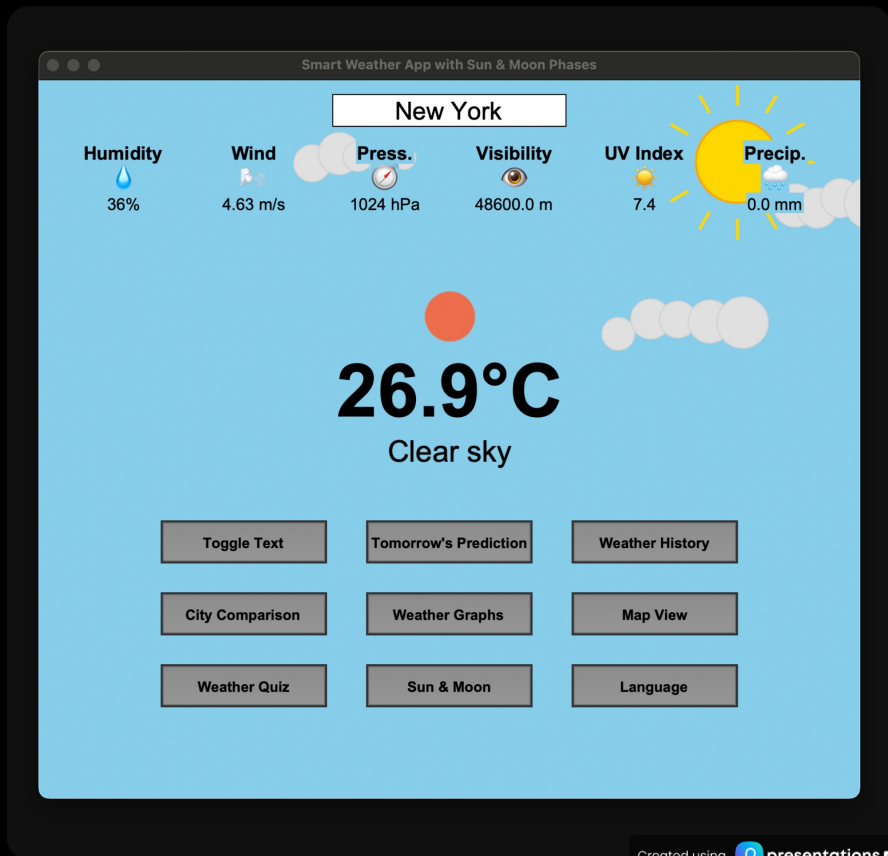 Smart Weather App with Sun & Moon Phases
New York
Humidity Wind Press. Visibility UV Index Precip.
36% 4.63 m/s 1024 hPa 48600.0 m 7.4 0.0 mm
26.9°C
Clear sky
Toggle Text Tomorrow's Prediction Weather History
City Comparison Weather Graphs Map View
Weather Quiz Sun & Moon Language
Created using presentations